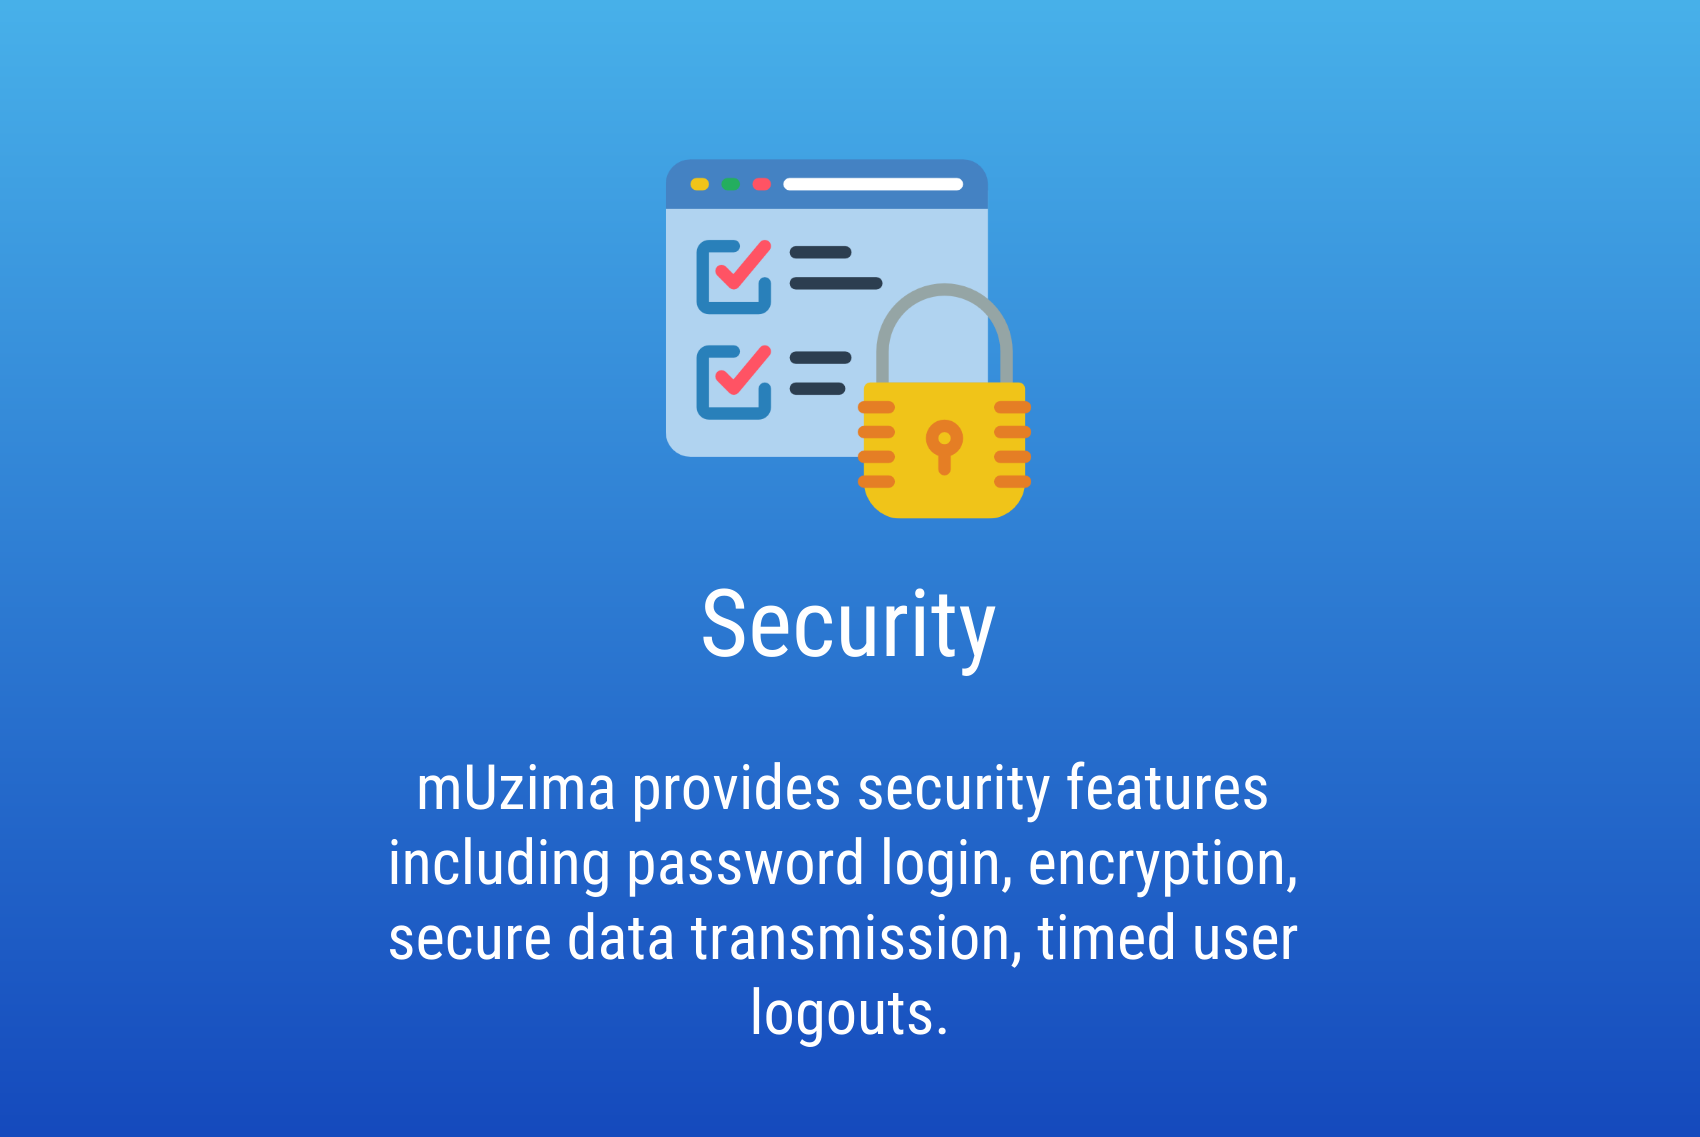 Security
mUzima provides security features
including password login, encryption,
secure data transmission, timed user
logouts.